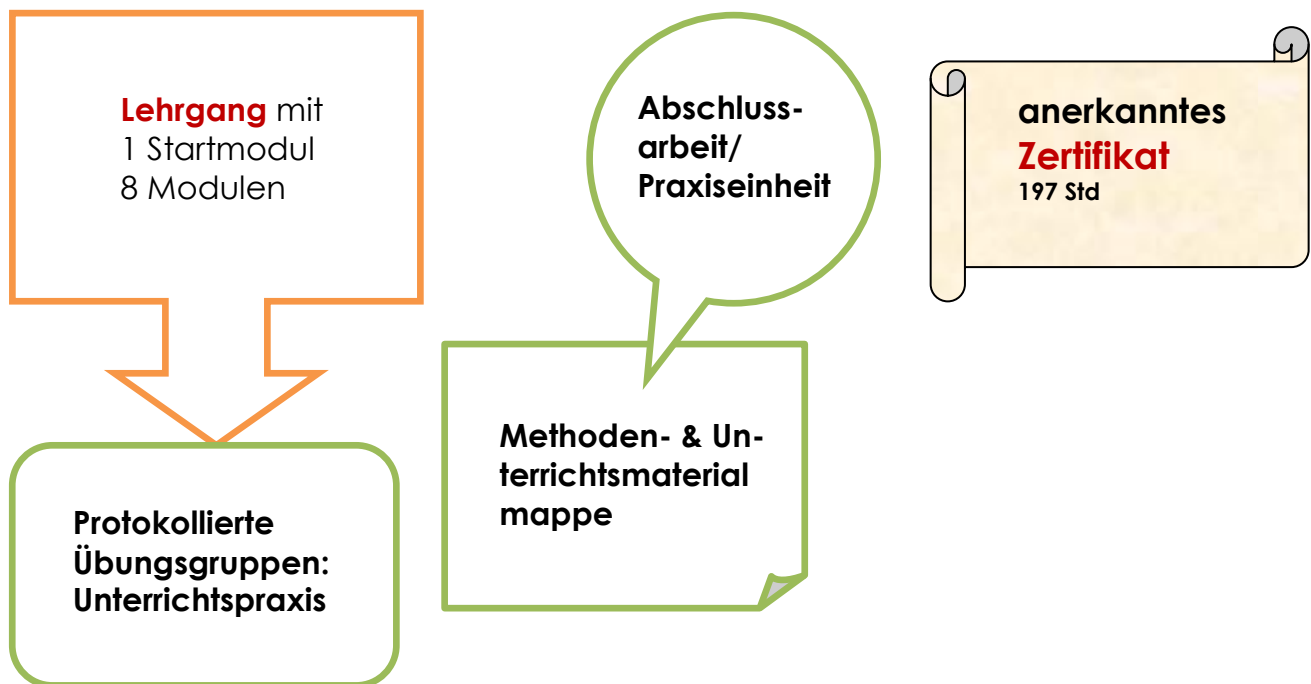 Lehrgang mit
1 Startmodul
8 Modulen
Protokollierte
Übungsgruppen:
Unterrichtspraxis
Abschluss-
arbeit/
Praxiseinheit
Methoden- & Un-
terrichtsmaterial
mappe
anerkanntes
Zertifikat
197 Std